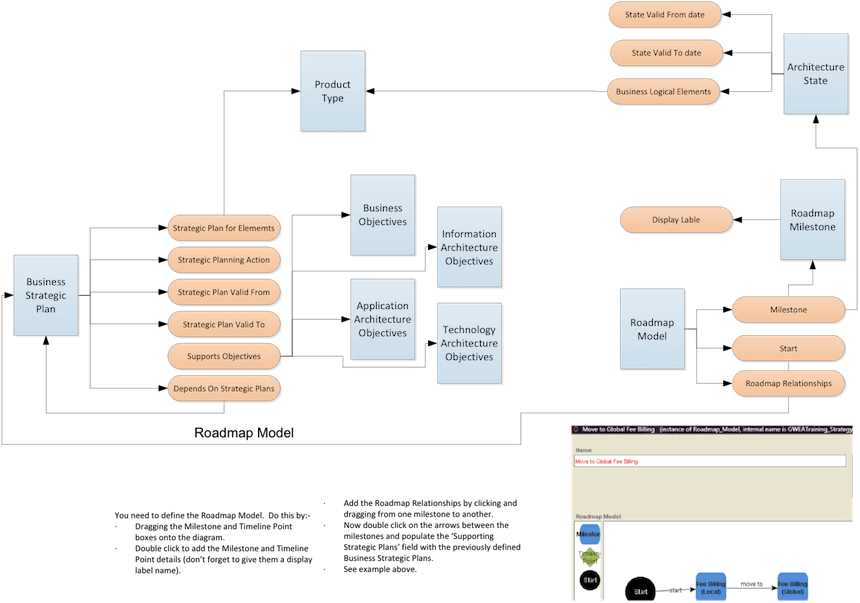 State Valid From date
State Valid To date
Business Logical Elements
Architecture
State
Product
Type
Business
Objectives
Information
Architecture
Objectives
Application
Architecture
Objectives
Technology
Architecture
Objectives
Business
Strategic
Plan
Strategic Plan for Elements
Strategic Planning Action
Strategic Plan Valid From
Strategic Plan Valid To
Supports Objectives
Depends On Strategic Plans
Display Lable
Roadmap
Milestone
Roadmap
Model
Milestone
Start
Roadmap Relationships
Roadmap Model
You need to define the Roadmap Model.  Do this by:-
· Dragging the Milestone and Timeline Point
boxes onto the diagram.
· Double click to add the Milestone and Timeline
Point details (don't forget to give them a display
label name).
· Add the Roadmap Relationships by clicking and
dragging from one milestone to another.
· Now double click on the arrows between the
milestones and populate the 'Supporting
Strategic Plans' field with the previously defined
Business Strategic Plans.
· See example above.
Move to Global Fee Billing   (instance of Roadmap_Model, internal name is GWEATraining_Strategy
Name
Move to Global Fee Billing
Roadmap Model
Milestor
Timeline
Point
Start
Start
start
Fee Billing
(Local)
move to
Fee Billing
(Global)